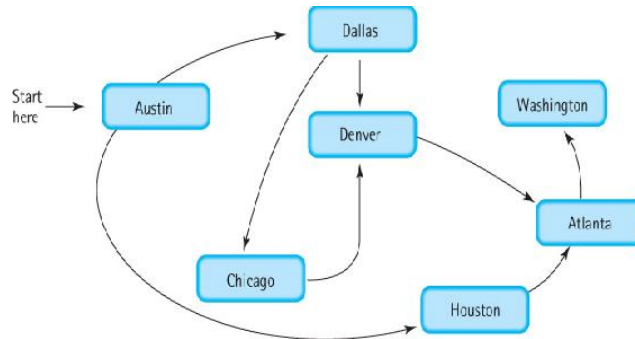 Dallas
Start
here
Austin
Washington
Denver
Atlanta
Chicago
Houston